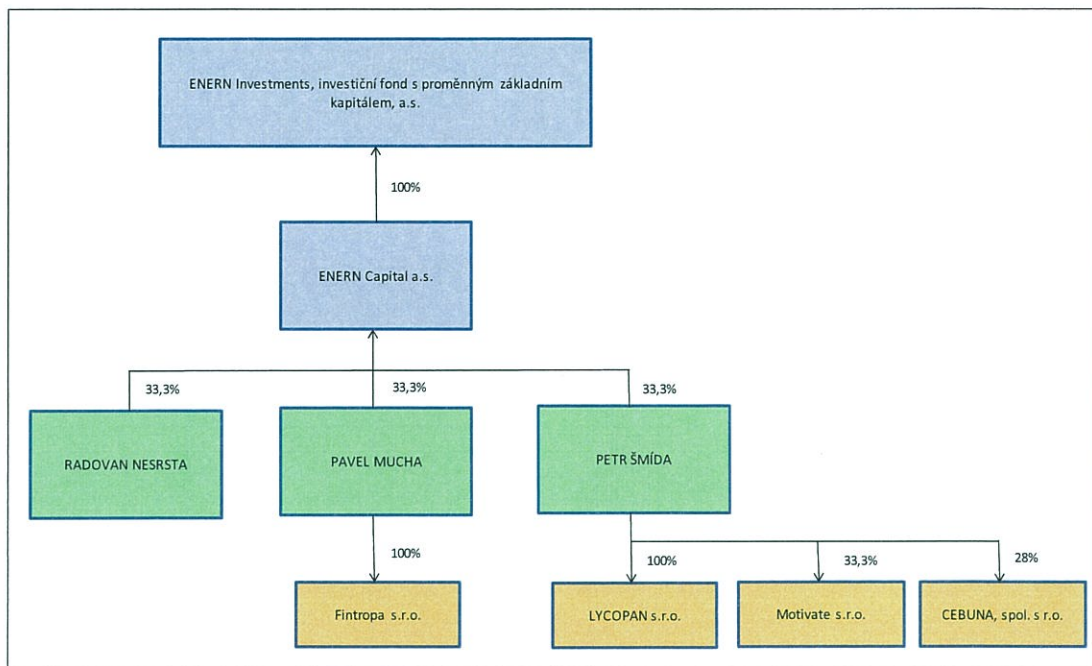 ENERN Investments, investiční fond s proměnným základním
kapitálem, a.s.
100%
ENERN Capital a.s.
33,3%
33,3%
33,3%
RADOVAN NESRSTA
PAVEL MUCHA
PETR ŠMÍDA
100%
100%
33,3%
28%
Fintropa s.r.o.
LYCOPAN s.r.o.
Motivate s.r.o.
CEBUNA, spol. s r.o.